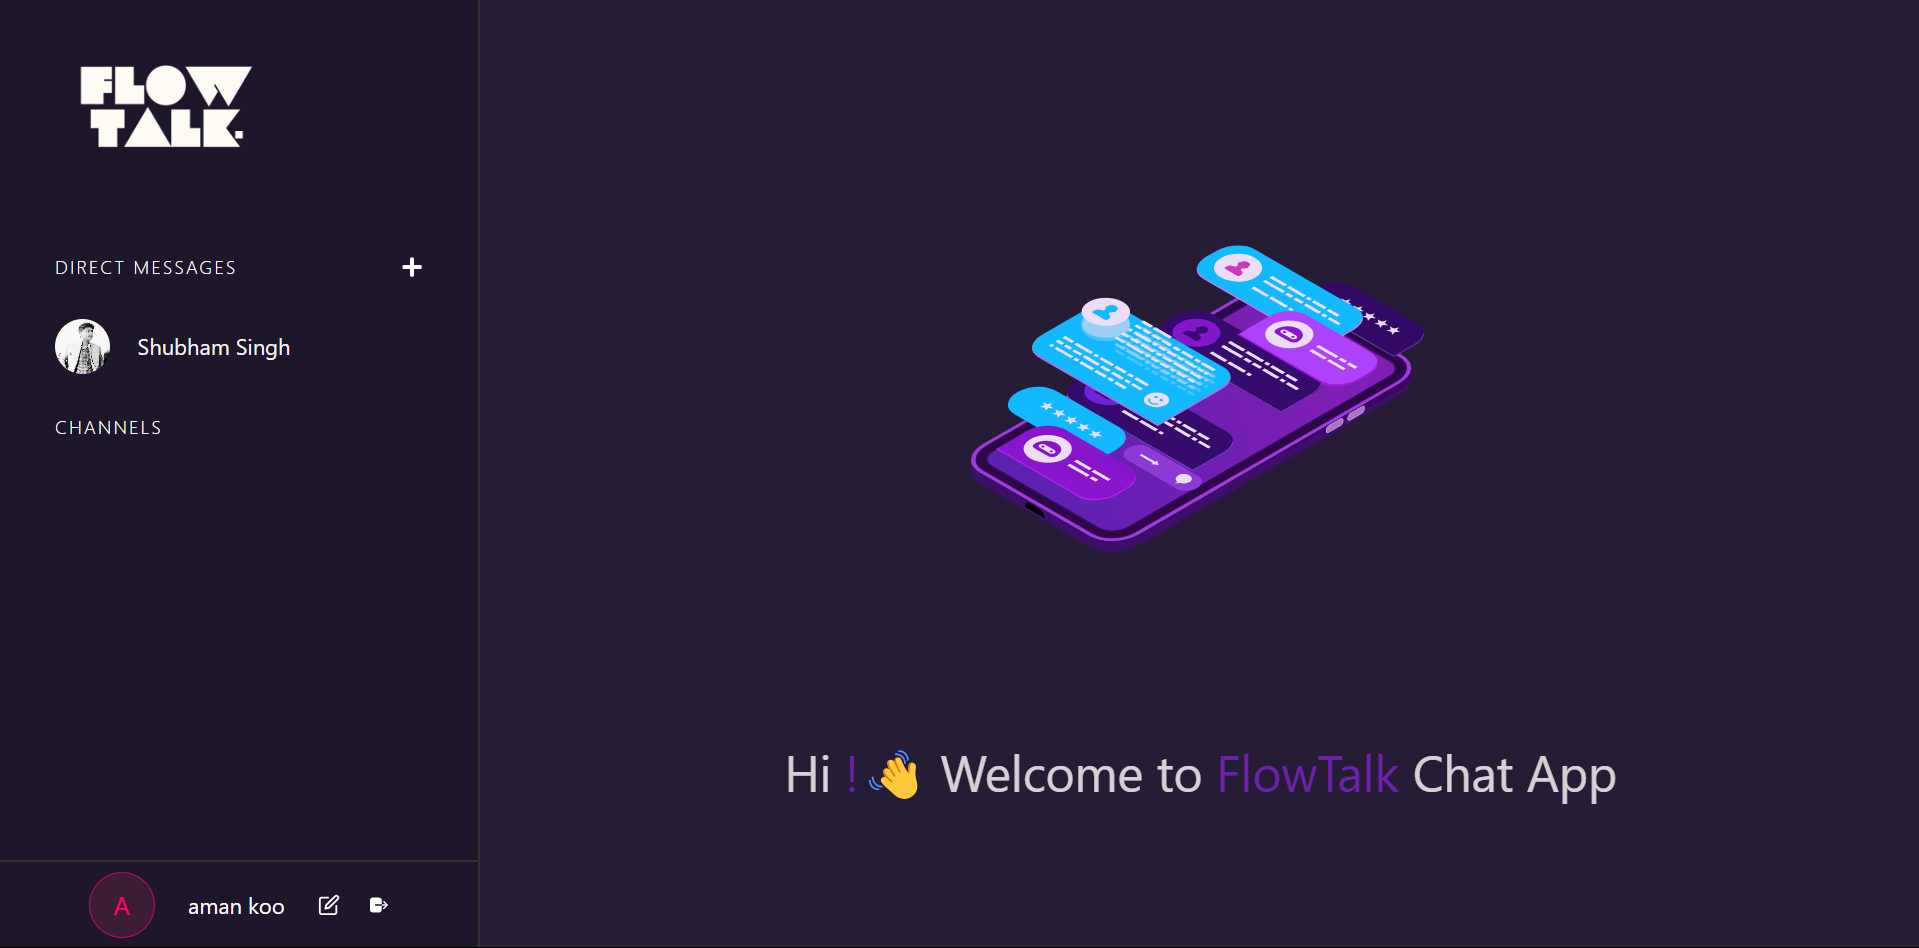 FLOW
TALK.
DIRECT MESSAGES
Shubham Singh
CHANNELS
A
aman koo
Hi ! 👋 Welcome to FlowTalk Chat App